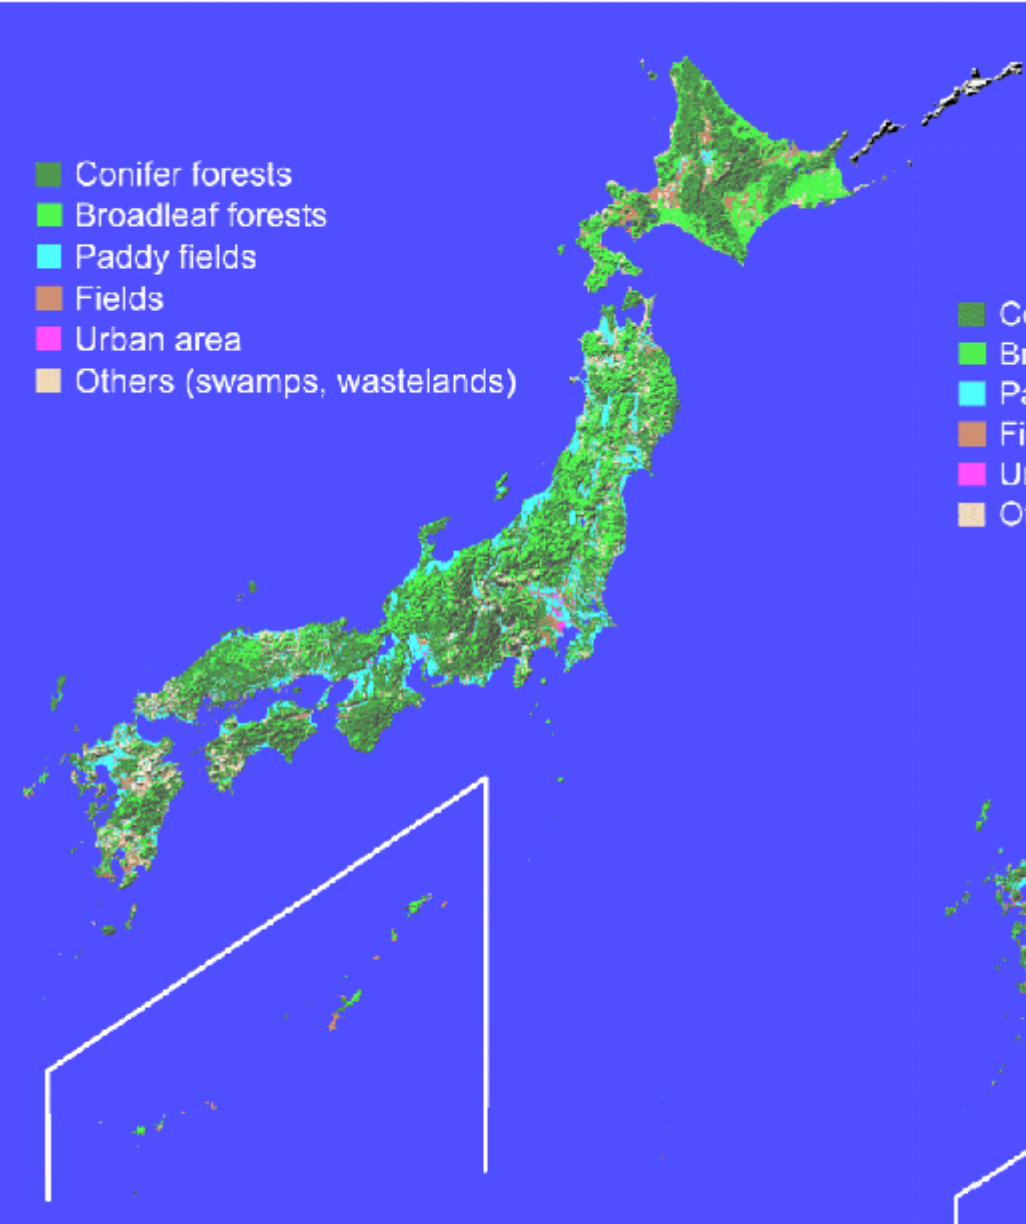 Conifer forests
Broadleaf forests
Paddy fields
Fields
Urban area
Others (swamps, wastelands)